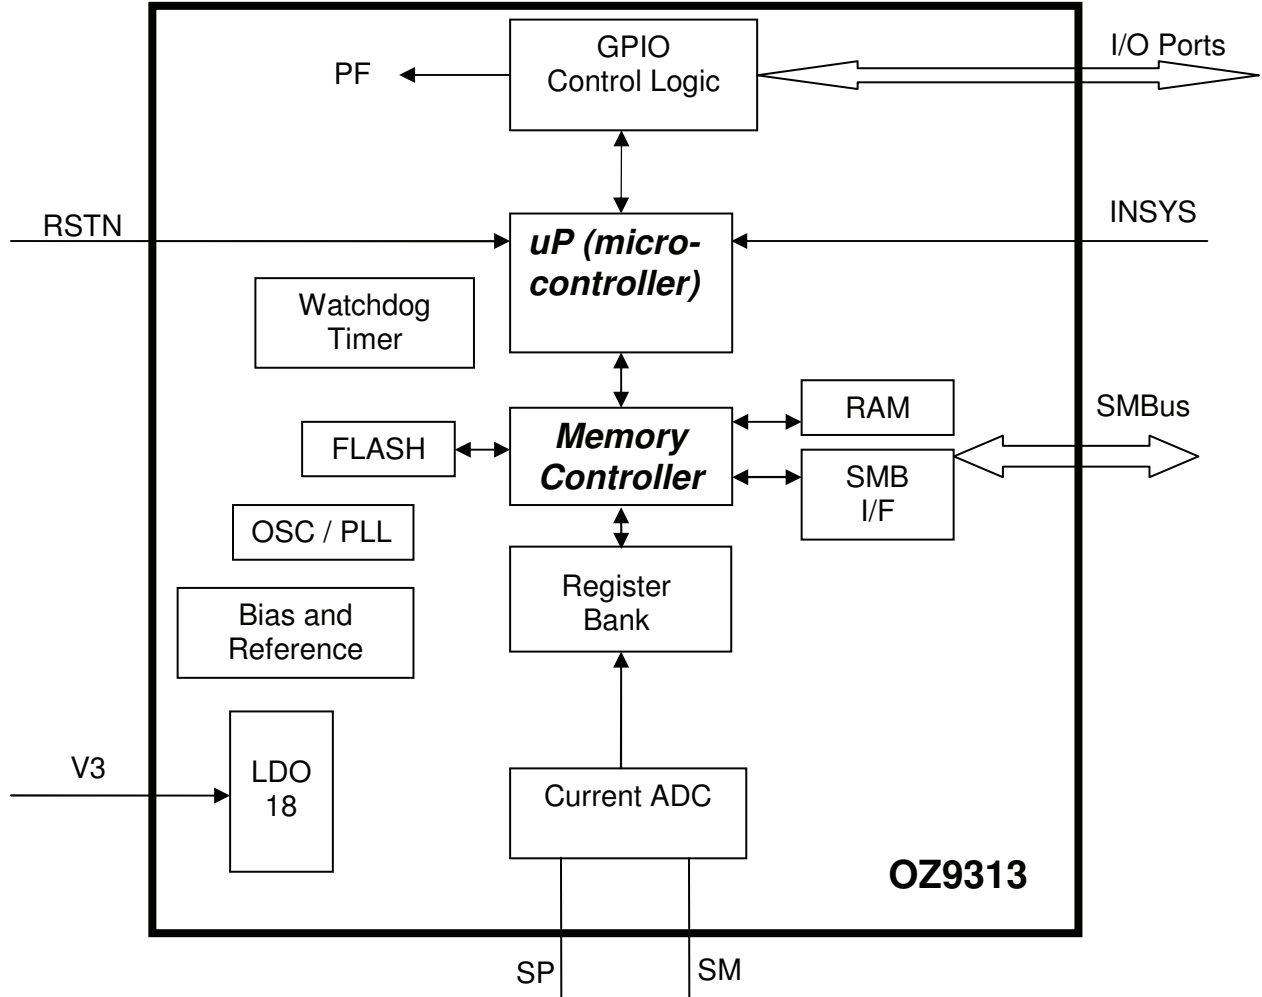 GPIO
Control Logic
I/O Ports
PF
RSTN
INSYS
uP (micro-
controller)
Watchdog
Timer
RAM
SMBus
FLASH
Memory
Controller
SMB
I/F
OSC / PLL
Register
Bank
Bias and
Reference
V3
LDO
18
Current ADC
OZ9313
SP
SM